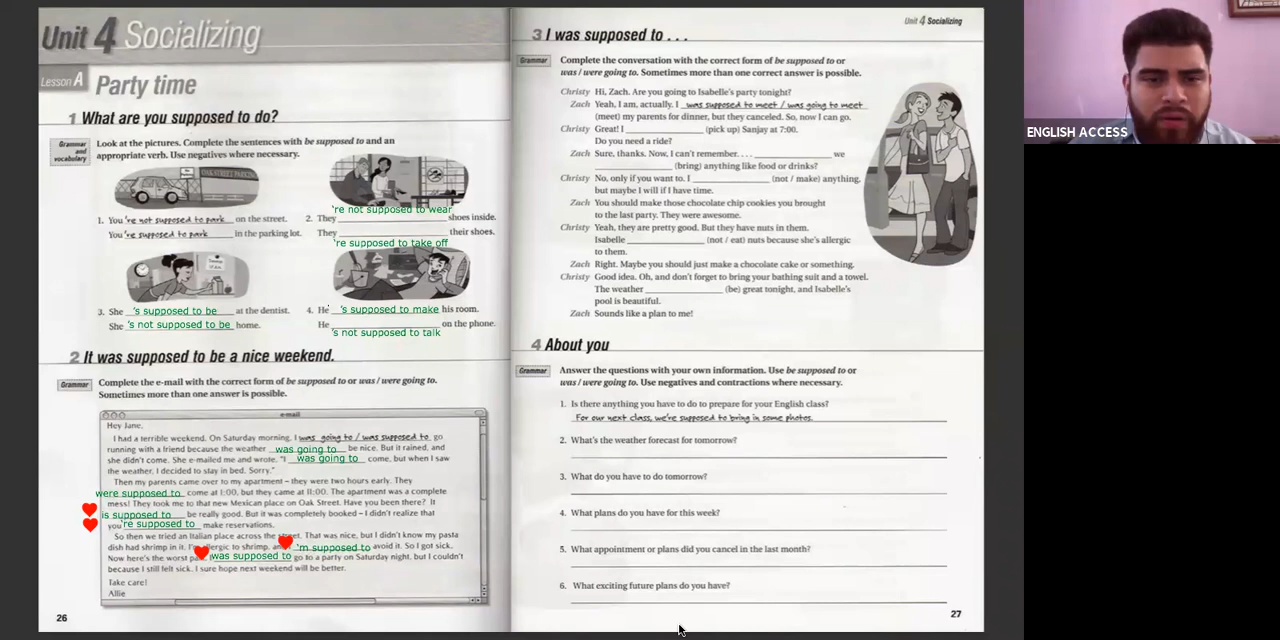 Unit 4 Socializing
Lesson A Party time
1 What are you supposed to do?
Grammar and vocabulary
Look at the pictures. Complete the sentences with be supposed to and an
appropriate verb. Use negatives where necessary.
OAK STREET PARKING
1. You 're not supposed to park on the street.
You 're supposed to park in the parking lot.
2. They 're not supposed to wear shoes inside.
They 're supposed to take off their shoes.
3. She 's supposed to be at the dentist.
She 's not supposed to be home.
4. He 's supposed to make his room.
He 's not supposed to talk on the phone.
2 It was supposed to be a nice weekend.
Grammar
Complete the e-mail with the correct form of be supposed to or was / were going to.
Sometimes more than one answer is possible.
e-mail
Hey Jane,
I had a terrible weekend. On Saturday morning, I was going to / was supposed to go
running with a friend because the weather was going to be nice. But it rained, and
she didn't come. She e-mailed me and wrote, "I was going to come, but when I saw
the weather, I decided to stay in bed. Sorry."
Then my parents came over to my apartment – they were two hours early. They
were supposed to come at 1:00, but they came at 11:00. The apartment was a complete
mess! They took me to that new Mexican place on Oak Street. Have you been there? It
is supposed to be really good. But it was completely booked – I didn't realize that
you 're supposed to make reservations.
So then we tried an Italian place across the street. That was nice, but I didn't know my pasta
dish had shrimp in it. I'm allergic to shrimp, and 'm supposed to avoid it. So I got sick.
Now here's the worst was supposed to go to a party on Saturday night, but I couldn't
because I still felt sick. I sure hope next weekend will be better.
Take care!
Allie
26
Unit 4 Socializing
3 I was supposed to . . .
Grammar
Complete the conversation with the correct form of be supposed to or
was / were going to. Sometimes more than one correct answer is possible.
Christy Hi, Zach. Are you going to Isabelle's party tonight?
Zach Yeah, I am, actually. I was supposed to meet / was going to meet
(meet) my parents for dinner, but they canceled. So, now I can go.
Christy Great! I ____ (pick up) Sanjay at 7:00.
Do you need a ride?
Zach Sure, thanks. Now, I can't remember. . . . ____ we
____ (bring) anything like food or drinks?
Christy No, only if you want to. I ____ (not / make) anything,
but maybe I will if I have time.
Zach You should make those chocolate chip cookies you brought
to the last party. They were awesome.
Christy Yeah, they are pretty good. But they have nuts in them.
Isabelle ____ (not / eat) nuts because she's allergic
to them.
Zach Right. Maybe you should just make a chocolate cake or something.
Christy Good idea. Oh, and don't forget to bring your bathing suit and a towel.
The weather ____ (be) great tonight, and Isabelle's
pool is beautiful.
Zach Sounds like a plan to me!
4 About you
Grammar
Answer the questions with your own information. Use be supposed to or
was / were going to. Use negatives and contractions where necessary.
1. Is there anything you have to do to prepare for your English class?
For our next class, we're supposed to bring in some photos.
2. What's the weather forecast for tomorrow?
3. What do you have to do tomorrow?
4. What plans do you have for this week?
5. What appointment or plans did you cancel in the last month?
6. What exciting future plans do you have?
27
ENGLISH ACCESS